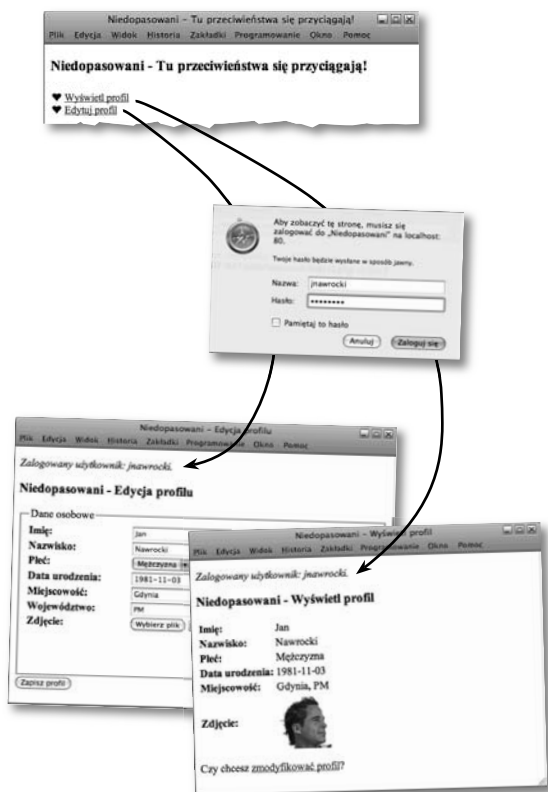 Niedopasowani - Tu przeciwieństwa się przyciągają!
Plik Edycja Widok Historia Zakładki Programowanie Okno Pomoc
Niedopasowani - Tu przeciwieństwa się przyciągają!
Wyświetl profil
Edytuj profil
Aby zobaczyć tę stronę, musisz się
zalogować do „Niedopasowani” na localhost:
80.
Twoje hasło będzie wysłane w sposób jawny.
Nazwa: jnawrocki
Hasło: ••••••••
Pamiętaj to hasło
Anuluj Zaloguj się
Niedopasowani - Edycja profilu
Plik Edycja Widok Historia Zakładki Programowanie Okno Pomoc
Zalogowany użytkownik: jnawrocki.
Niedopasowani - Edycja profilu
Dane osobowe
Imię: Jan
Nazwisko: Nawrocki
Płeć: Mężczyzna
Data urodzenia: 1981-11-03
Miejscowość: Gdynia
Województwo: PM
Zdjęcie: Wybierz plik
Zapisz profil
Niedopasowani - Wyświetl profil
Plik Edycja Widok Historia Zakładki Programowanie Okno Pomoc
Zalogowany użytkownik: jnawrocki.
Niedopasowani - Wyświetl profil
Imię: Jan
Nazwisko: Nawrocki
Płeć: Mężczyzna
Data urodzenia: 1981-11-03
Miejscowość: Gdynia, PM
Zdjęcie:
Czy chcesz zmodyfikować profil?